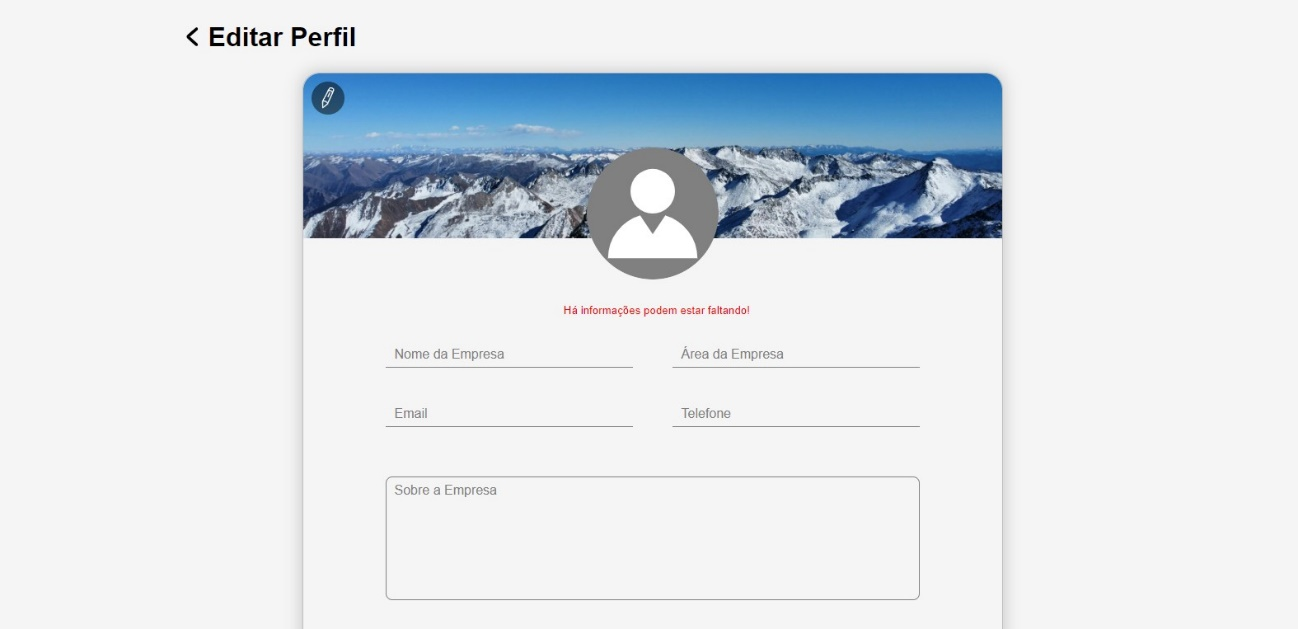 Editar Perfil
Há informações podem estar faltando!
Nome da Empresa
Área da Empresa
Email
Telefone
Sobre a Empresa